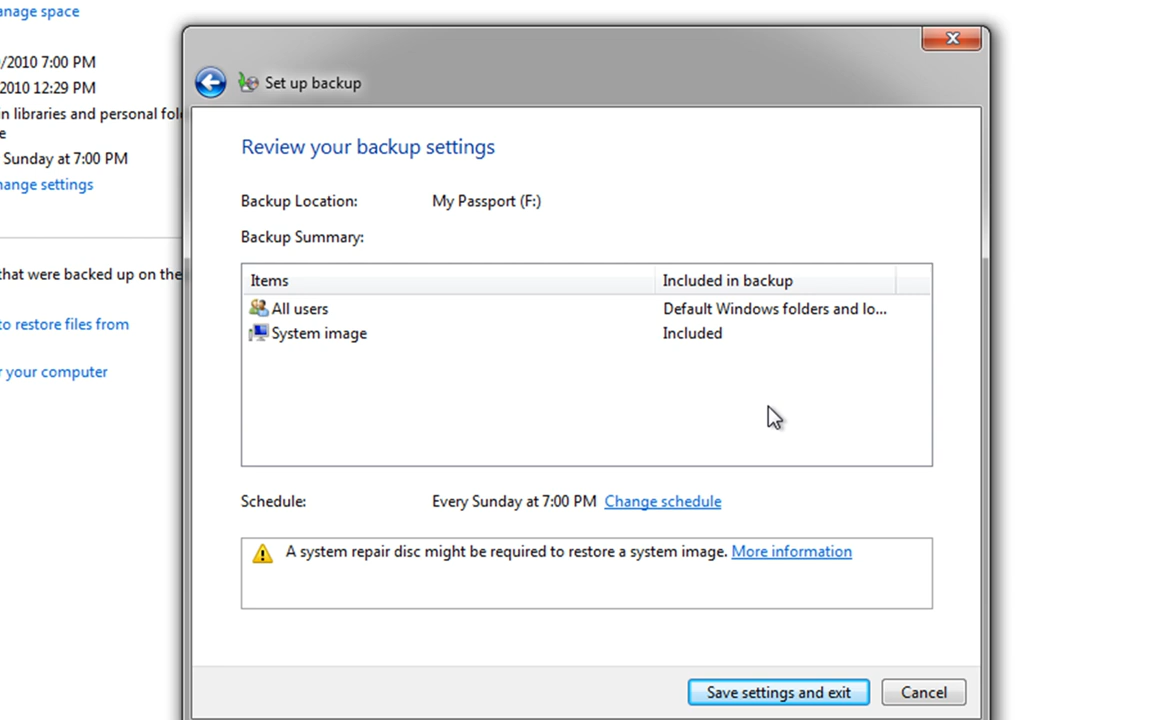 anage space
/2010 7:00 PM
2010 12:29 PM
in libraries and personal fol
e
Sunday at 7:00 PM
hange settings
that were backed up on the
to restore files from
r your computer
Set up backup
Review your backup settings
Backup Location: My Passport (F:)
Backup Summary:
Items Included in backup
All users Default Windows folders and lo...
System image Included
Schedule: Every Sunday at 7:00 PM Change schedule
A system repair disc might be required to restore a system image. More information
Save settings and exit Cancel